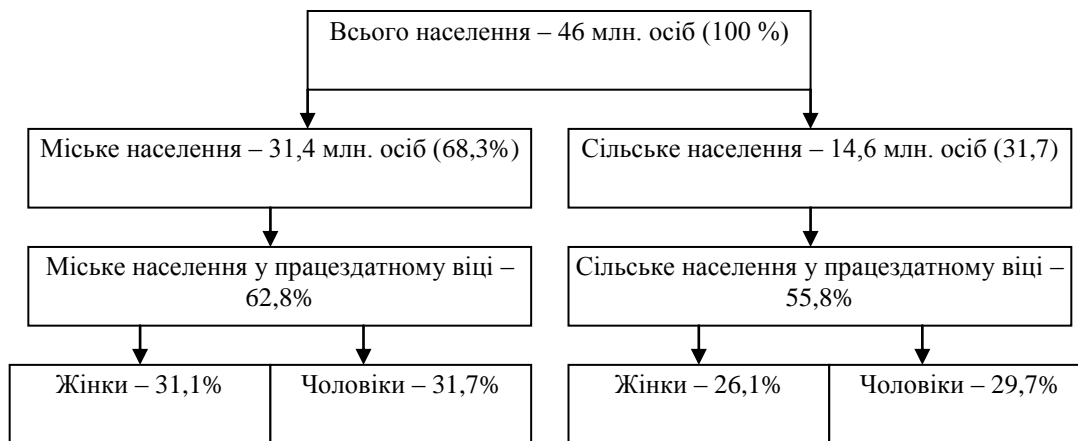 Всього населення – 46 млн. осіб (100 %)
Міське населення – 31,4 млн. осіб (68,3%)
Сільське населення – 14,6 млн. осіб (31,7)
Міське населення у працездатному віці –
62,8%
Сільське населення у працездатному віці –
55,8%
Жінки – 31,1%
Чоловіки – 31,7%
Жінки – 26,1%
Чоловіки – 29,7%